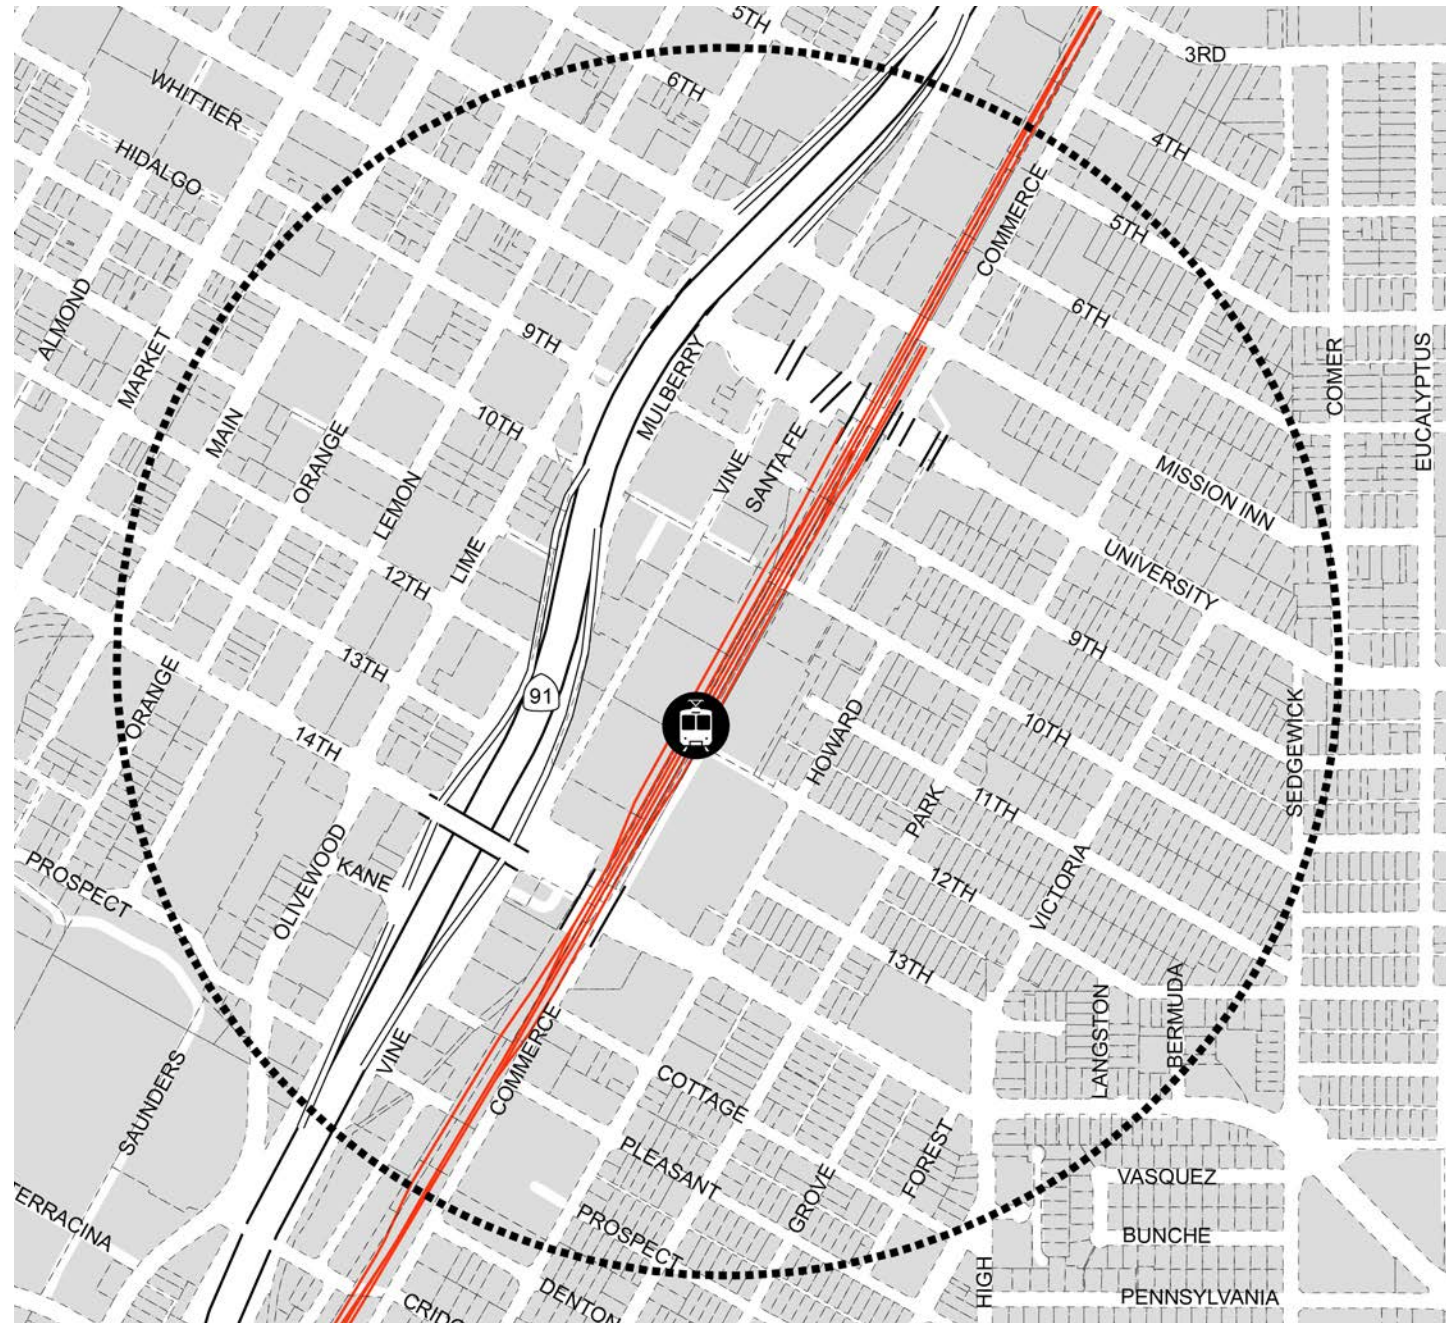 5TH
3RD
6TH
WHITTIER
4TH
HIDALGO
COMMERCE
5TH
ALMOND
6TH
9TH
MARKET
MULBERRY
COMER
EUCALYPTUS
10TH
MAIN
ORANGE
VINE
SANTA FE
MISSION INN
LEMON
LIME
UNIVERSITY
12TH
9TH
13TH
ORANGE
91
SEDGEWICK
14TH
HOWARD
10TH
11TH
PARK
PROSPECT
OLIVEWOOD
KANE
12TH
VICTORIA
13TH
LANGSTON
BERMUDA
VINE
COMMERCE
SAUNDERS
COTTAGE
PLEASANT
GROVE
FOREST
VASQUEZ
TERRACINA
PROSPECT
BUNCHE
HIGH
DENTON
PENNSYLVANIA